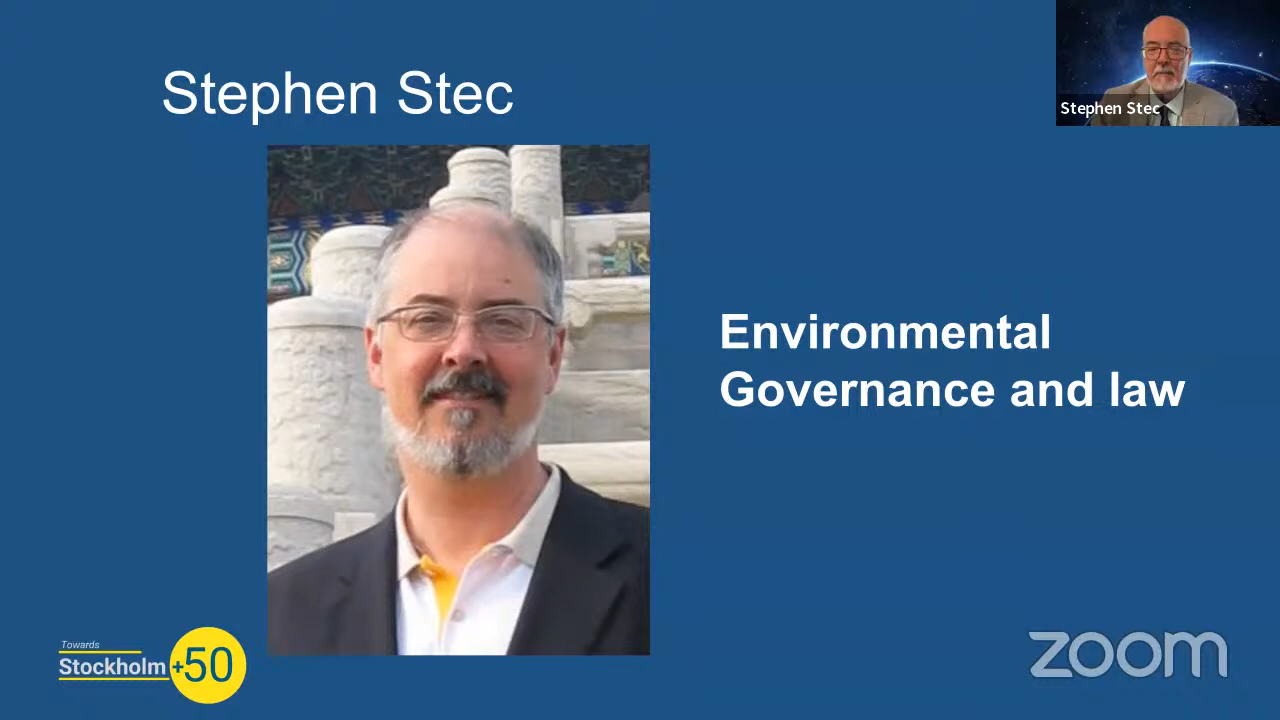 Stephen Stec
Stephen Stec
Environmental
Governance and law
Towards
Stockholm +50
zoom